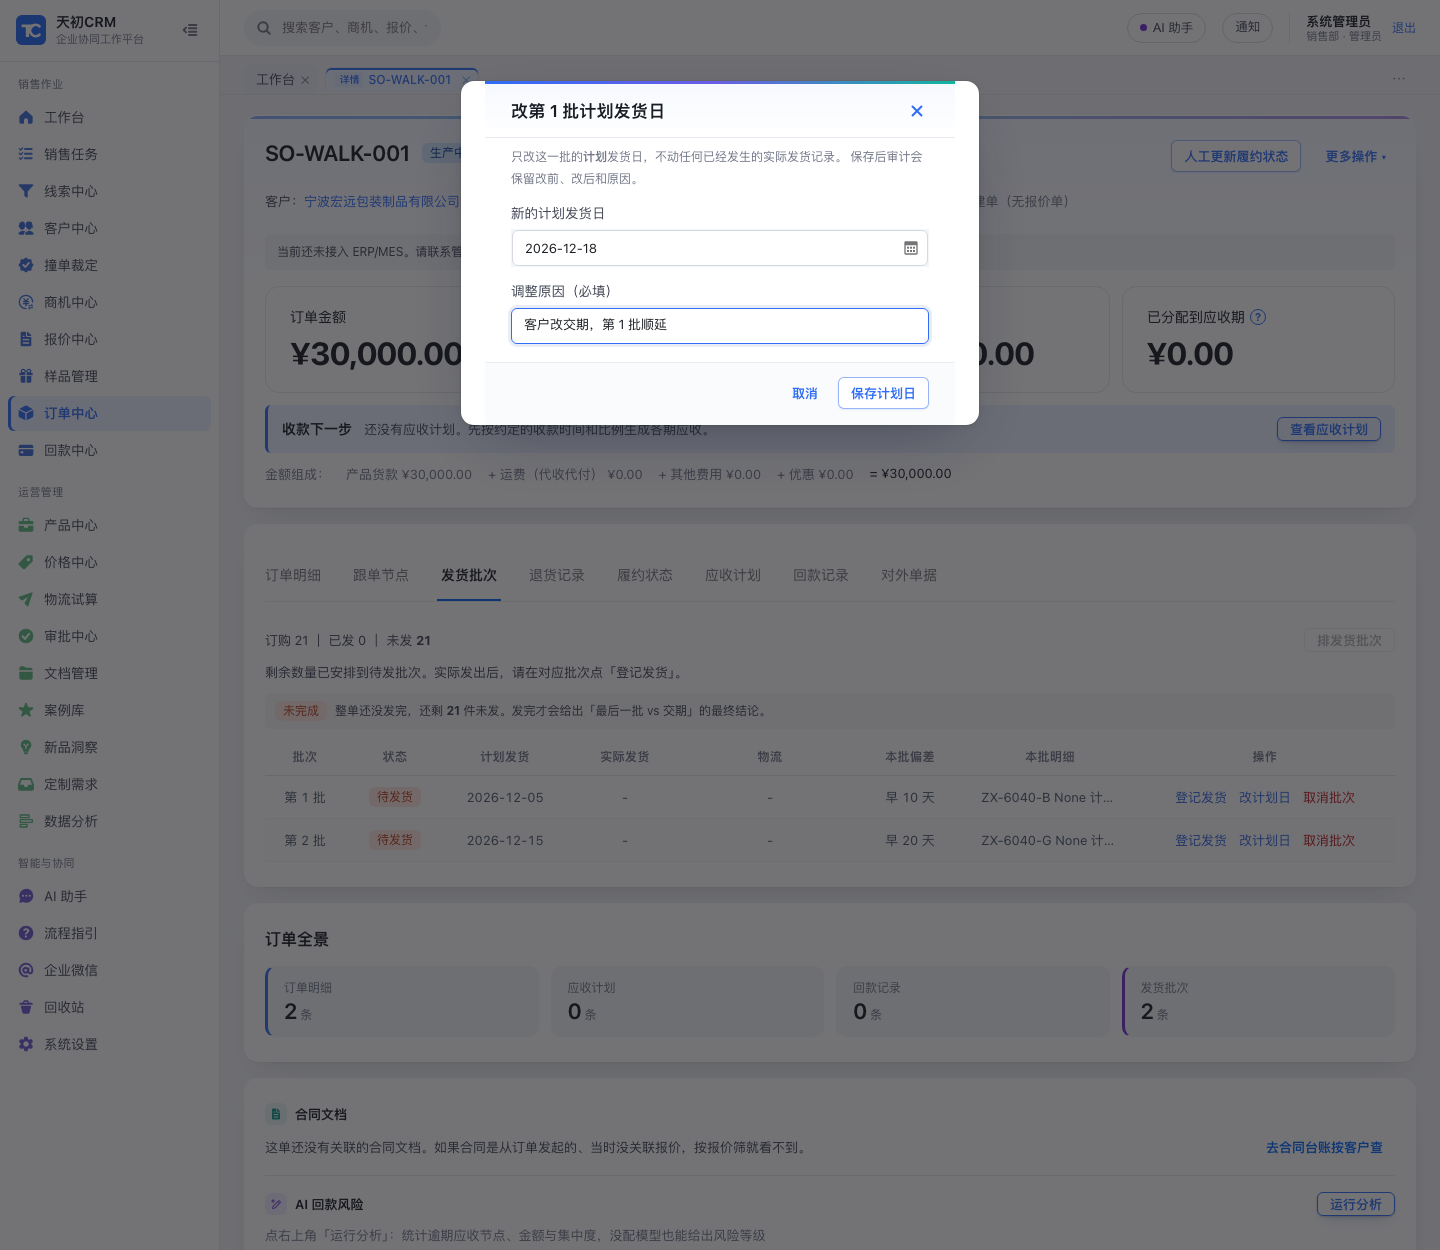 天初CRM
企业协同工作平台
搜索客户、商机、报价、
AI 助手
通知
系统管理员
销售部 · 管理员
退出
工作台 ×
详情 SO-WALK-001 ×
...
销售作业
工作台
销售任务
线索中心
客户中心
撞单裁定
商机中心
报价中心
样品管理
订单中心
回款中心
运营管理
产品中心
价格中心
物流试算
审批中心
文档管理
案例库
新品洞察
定制需求
数据分析
智能与协同
AI 助手
流程指引
企业微信
回收站
系统设置
改第 1 批计划发货日
只改这一批的计划发货日，不动任何已经发生的实际发货记录。 保存后审计会
保留改前、改后和原因。
新的计划发货日
2026-12-18
调整原因（必填）
客户改交期，第 1 批顺延
取消
保存计划日
SO-WALK-001
生产中
人工更新履约状态
更多操作
客户：宁波宏远包装制品有限公司
建单（无报价单）
当前还未接入 ERP/MES。请联系管
订单金额
¥30,000.00
0.00
已分配到应收期 ?
¥0.00
收款下一步 还没有应收计划。先按约定的收款时间和比例生成各期应收。
查看应收计划
金额组成： 产品货款 ¥30,000.00 + 运费（代收代付） ¥0.00 + 其他费用 ¥0.00 + 优惠 ¥0.00 = ¥30,000.00
订单明细 跟单节点 发货批次 退货记录 履约状态 应收计划 回款记录 对外单据
订购 21 | 已发 0 | 未发 21
排发货批次
剩余数量已安排到待发批次。实际发出后，请在对应批次点「登记发货」。
未完成 整单还没发完，还剩 21 件未发。发完才会给出「最后一批 vs 交期」的最终结论。
批次 状态 计划发货 实际发货 物流 本批偏差 本批明细 操作
第 1 批 待发货 2026-12-05 - - 早 10 天 ZX-6040-B None 计... 登记发货 改计划日 取消批次
第 2 批 待发货 2026-12-15 - - 早 20 天 ZX-6040-G None 计... 登记发货 改计划日 取消批次
订单全景
订单明细
2 条
应收计划
0 条
回款记录
0 条
发货批次
2 条
合同文档
这单还没有关联的合同文档。如果合同是从订单发起的、当时没关联报价，按报价筛就看不到。
去合同台账按客户查
AI 回款风险
运行分析
点右上角「运行分析」：统计逾期应收节点、金额与集中度，没配模型也能给出风险等级